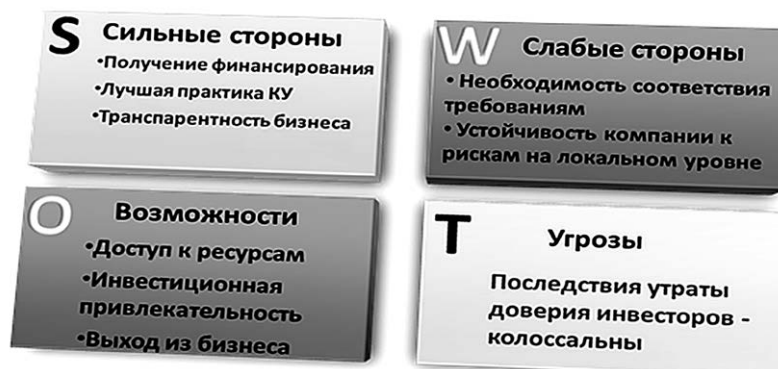 S Сильные стороны
•Получение финансирования
•Лучшая практика КУ
•Транспарентность бизнеса
W Слабые стороны
• Необходимость соответствия
требованиям
• Устойчивость компании к
рискам на локальном уровне
O Возможности
•Доступ к ресурсам
•Инвестиционная
привлекательность
•Выход из бизнеса
T Угрозы
Последствия утраты
доверия инвесторов -
колоссальны